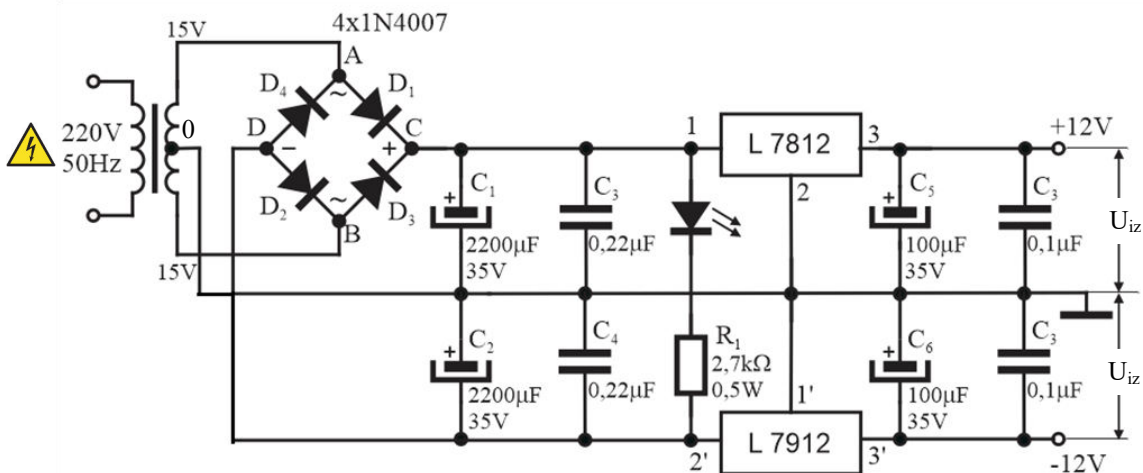 15V
4x1N4007
A
D₄
~
D₁
220V
50Hz
0
D
−
+
C
D₂
~
D₃
B
15V
+
C₁
2200µF
35V
C₃
0,22µF
1
L 7812
3
2
+
C₅
100µF
35V
C₃
0,1µF
+12V
Uiz
+
C₂
2200µF
35V
C₄
0,22µF
R₁
2,7kΩ
0,5W
1'
2'
L 7912
3'
+
C₆
100µF
35V
C₃
0,1µF
Uiz
-12V